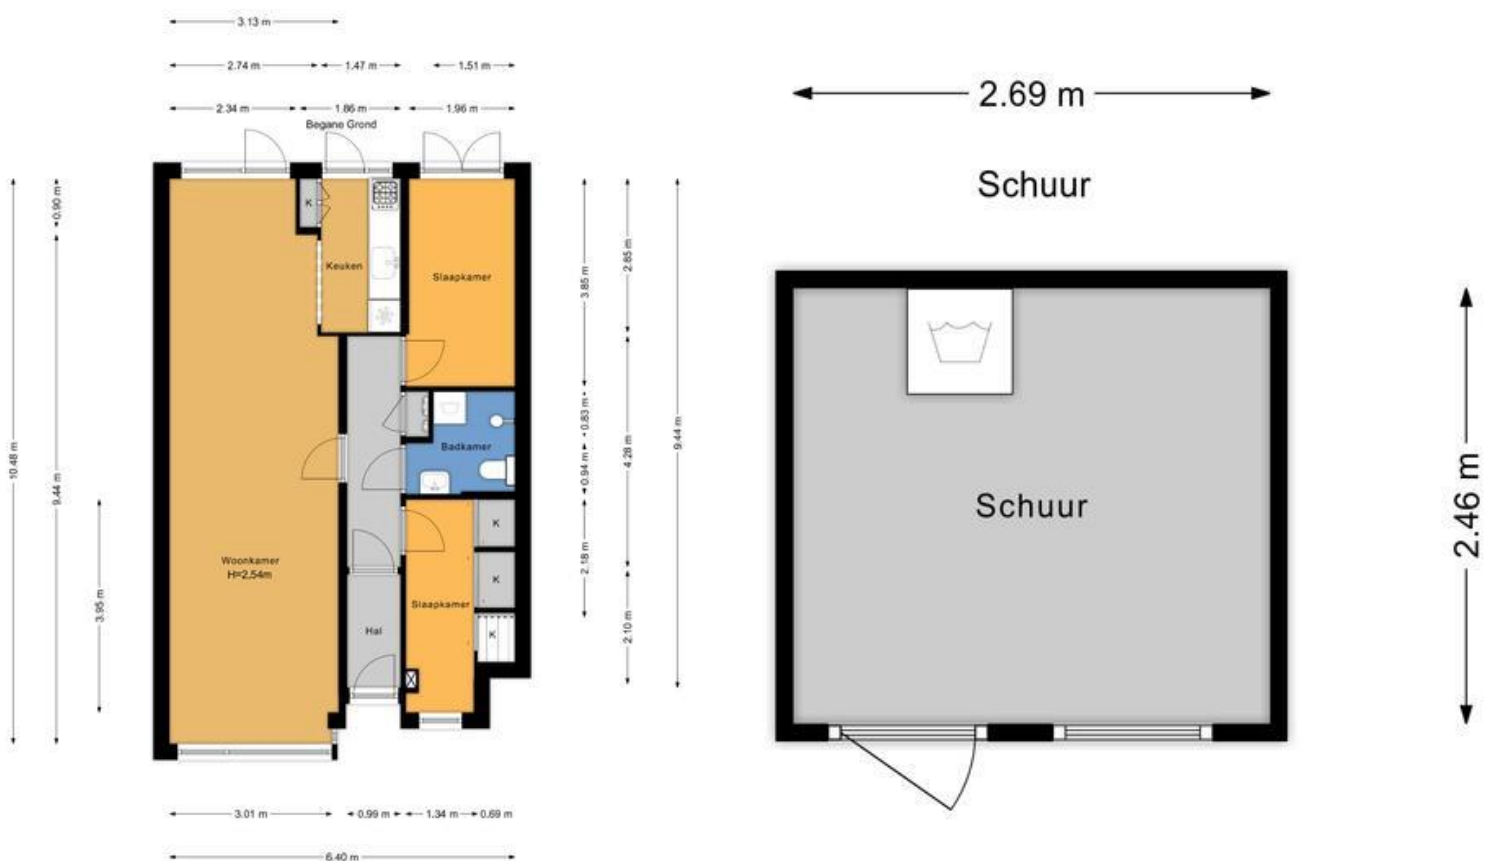 3.13 m
2.74 m
1.47 m
1.51 m
2.34 m
1.86 m
1.96 m
Begane Grond
10.48 m
0.90 m
9.44 m
3.95 m
K
Keuken
Slaapkamer
Badkamer
Woonkamer
H=2,54m
Slaapkamer
K
K
K
Hal
3.85 m
0.83 m
0.94 m
2.18 m
2.85 m
4.28 m
2.10 m
9.44 m
3.01 m
0.99 m
1.34 m
0.69 m
6.40 m
2.69 m
Schuur
Schuur
2.46 m